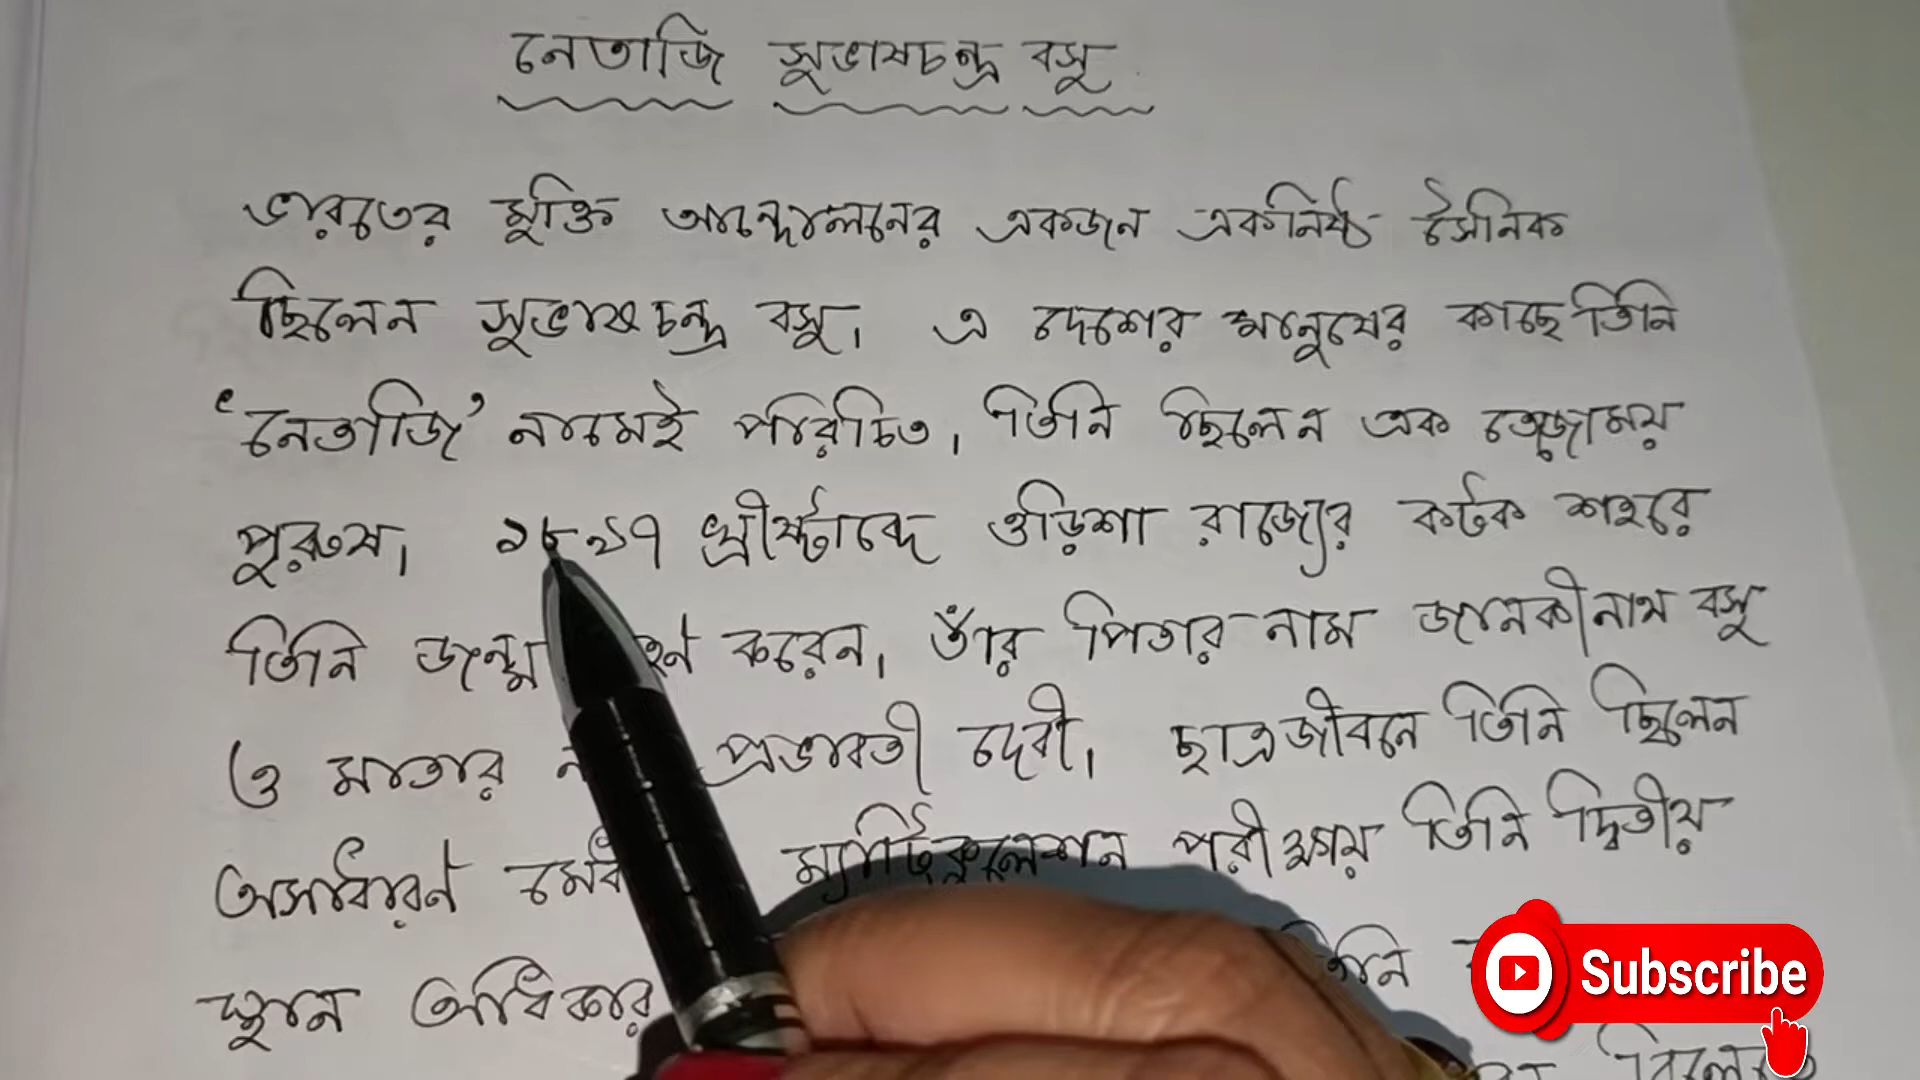 নেতাজি সুভাষচন্দ্র বসু
ভারতের মুক্তি আন্দোলনের একজন একনিষ্ঠ সৈনিক
ছিলেন সুভাষচন্দ্র বসু। এ দেশের মানুষের কাছে তিনি
‘নেতাজি’ নামেই পরিচিত। তিনি ছিলেন এক তেজোময়
পুরুষ। ১৮৯৭ খ্রীষ্টাব্দে ওড়িশা রাজ্যের কটক শহরে
তিনি জন্ম করেন। তাঁর পিতার নাম জানকীনাথ বসু
ও মাতার প্রভাবতী দেবী। ছাত্রজীবনে তিনি ছিলেন
অসাধারণ ম্যাট্রিকুলেশন পরীক্ষায় তিনি দ্বিতীয়
স্থান অধিকার
Subscribe